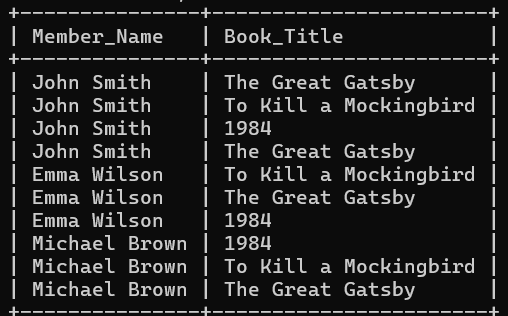 +---------------+-----------------------+
| Member_Name   | Book_Title            |
+---------------+-----------------------+
| John Smith    | The Great Gatsby      |
| John Smith    | To Kill a Mockingbird |
| John Smith    | 1984                  |
| John Smith    | The Great Gatsby      |
| Emma Wilson   | To Kill a Mockingbird |
| Emma Wilson   | The Great Gatsby      |
| Emma Wilson   | 1984                  |
| Michael Brown | 1984                  |
| Michael Brown | To Kill a Mockingbird |
| Michael Brown | The Great Gatsby      |
+---------------+-----------------------+